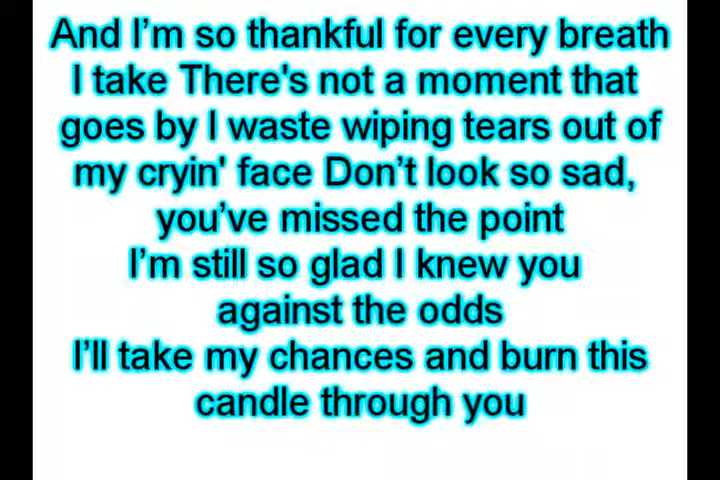 And I’m so thankful for every breath
I take There's not a moment that
goes by I waste wiping tears out of
my cryin' face Don’t look so sad,
you’ve missed the point
I’m still so glad I knew you
against the odds
I’ll take my chances and burn this
candle through you